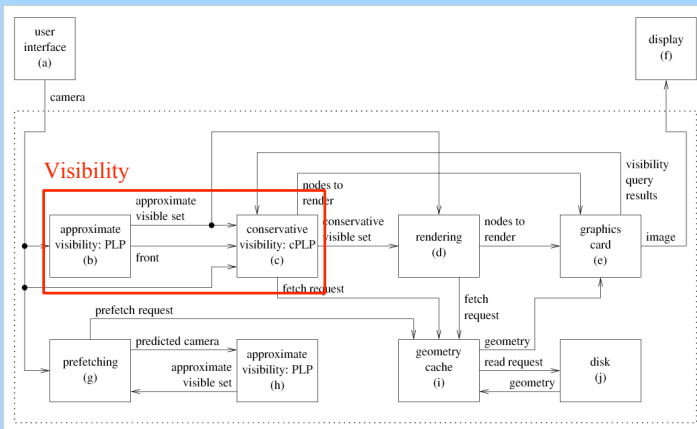 user
interface
(a)
display
(f)
camera
Visibility
approximate
visible set
nodes to
render
visibility
query
results
approximate
visibility: PLP
(b)
front
conservative
visibility: cPLP
(c)
conservative
visible set
rendering
(d)
nodes to
render
graphics
card
(e)
image
fetch request
fetch
request
prefetch request
prefetching
(g)
predicted camera
approximate
visible set
approximate
visibility: PLP
(h)
geometry
cache
(i)
geometry
read request
geometry
disk
(j)